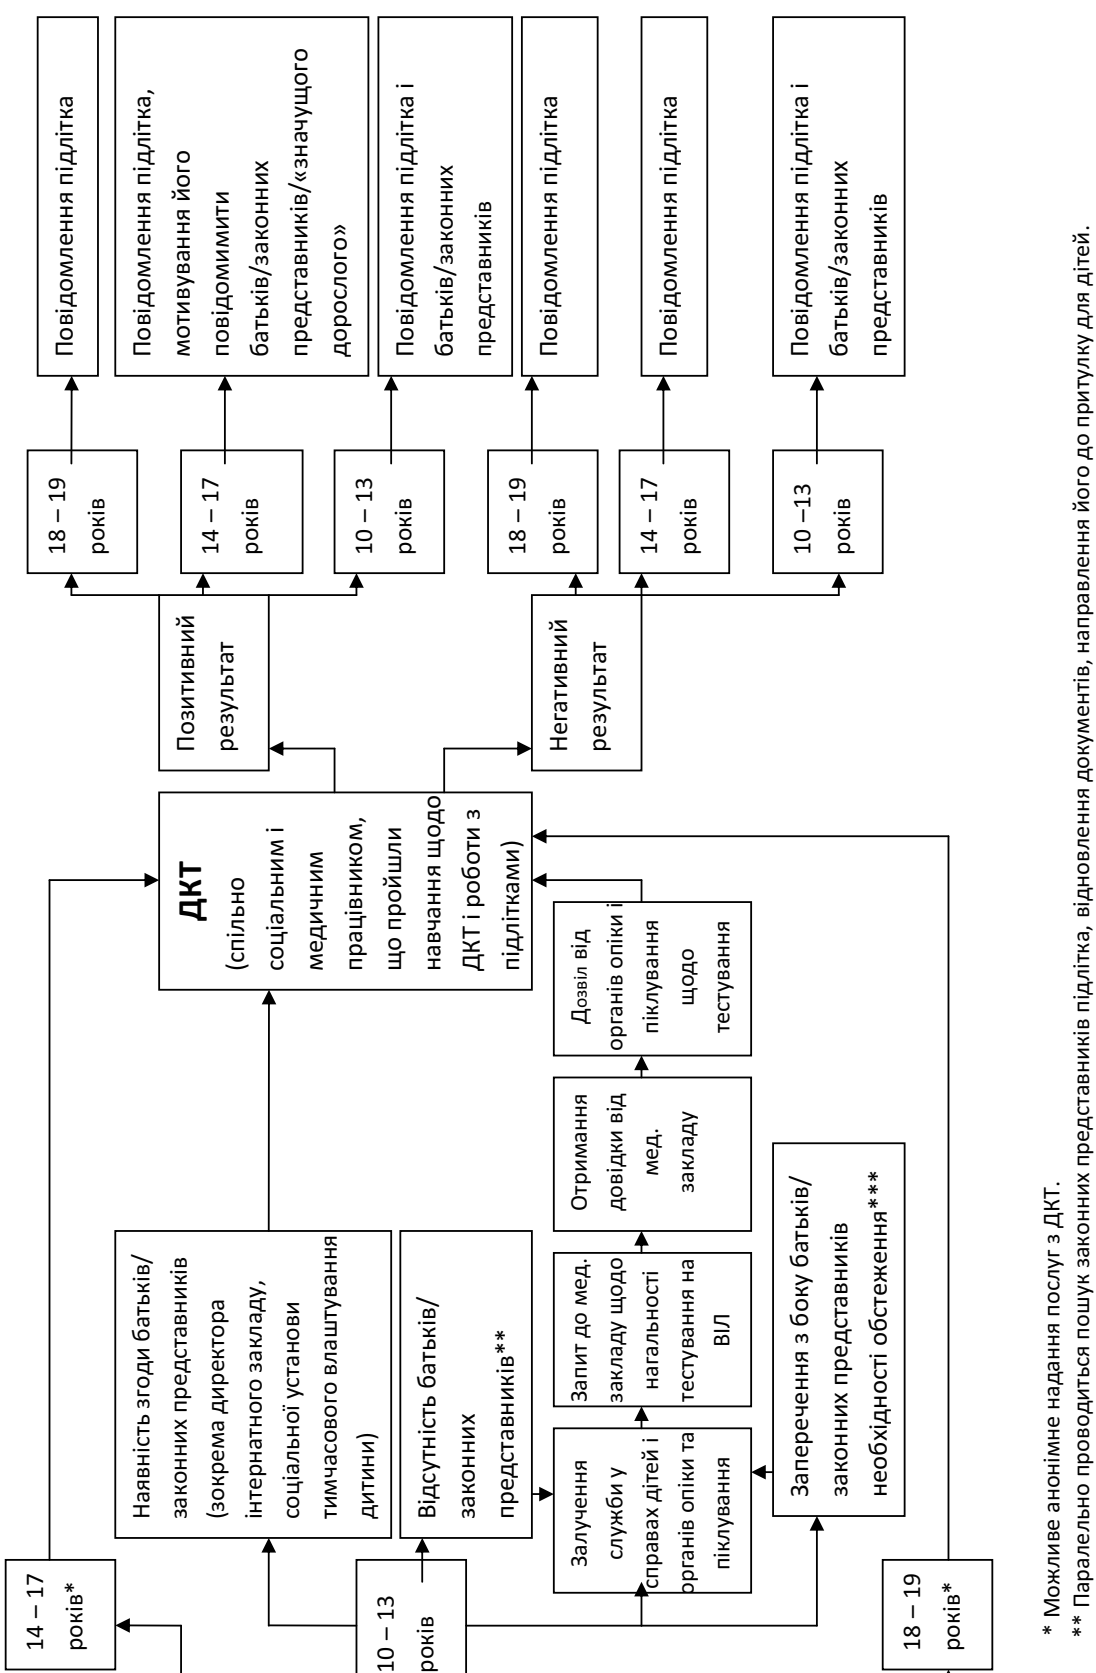 14 – 17
років*
10 – 13
років
18 – 19
років*
Наявність згоди батьків/
законних представників
(зокрема директора
інтернатного закладу,
соціальної установи
тимчасового влаштування
дитини)
Відсутність батьків/
законних
представників**
Залучення
служби у
справах дітей і
органів опіки та
піклування
Заперечення з боку батьків/
законних представників
необхідності обстеження***
Запит до мед.
закладу щодо
нагальності
тестування на
ВІЛ
Отримання
довідки від
мед.
закладу
Дозвіл від
органів опіки і
піклування
щодо
тестування
ДКТ
(спільно
соціальним і
медичним
працівником,
що пройшли
навчання щодо
ДКТ і роботи з
підлітками)
Позитивний
результат
Негативний
результат
18 – 19
років
14 – 17
років
10 – 13
років
18 – 19
років
14 – 17
років
10 –13
років
Повідомлення підлітка
Повідомлення підлітка,
мотивування його
повідомимити
батьків/законних
представників/«значущого
дорослого»
Повідомлення підлітка і
батьків/законних
представників
Повідомлення підлітка
Повідомлення підлітка
Повідомлення підлітка і
батьків/законних
представників
* Можливе анонімне надання послуг з ДКТ.
** Паралельно проводиться пошук законних представників підлітка, відновлення документів, направлення його до притулку для дітей.